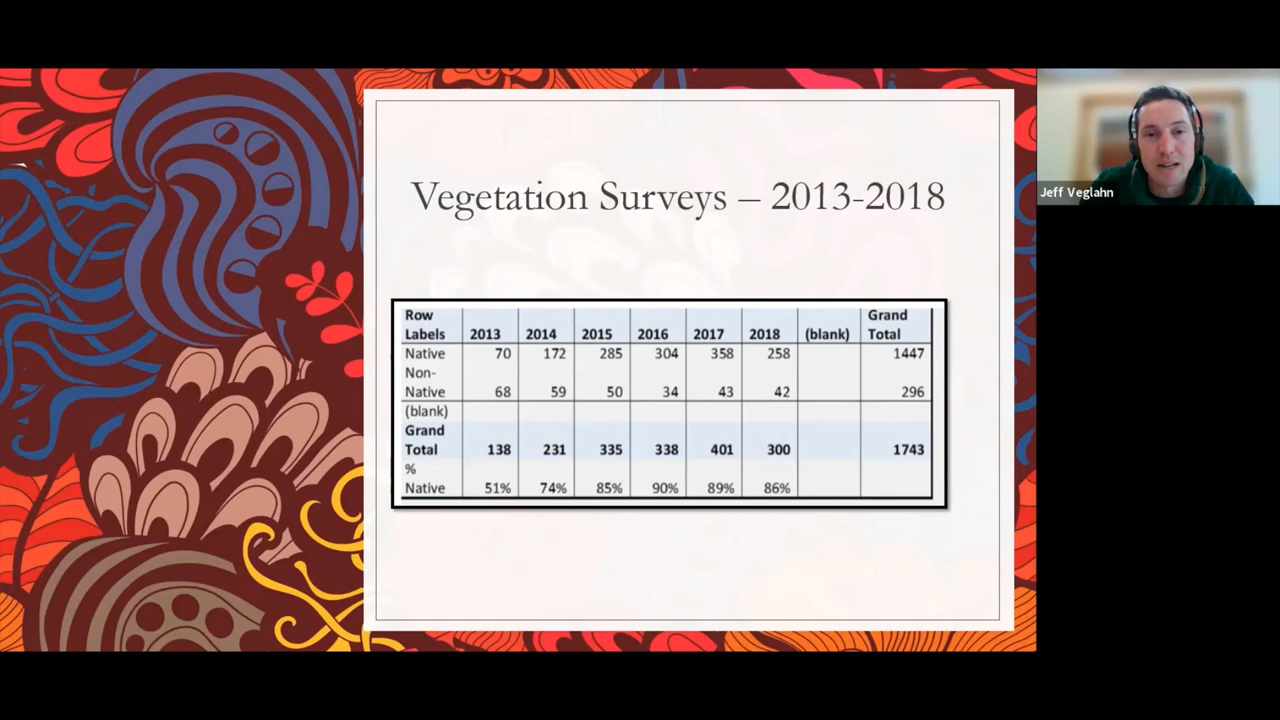 Vegetation Surveys – 2013-2018
Row Labels 2013 2014 2015 2016 2017 2018 (blank) Grand Total
Native 70 172 285 304 358 258 1447
Non-Native 68 59 50 34 43 42 296
(blank)
Grand Total 138 231 335 338 401 300 1743
% Native 51% 74% 85% 90% 89% 86%
Jeff Veglahn